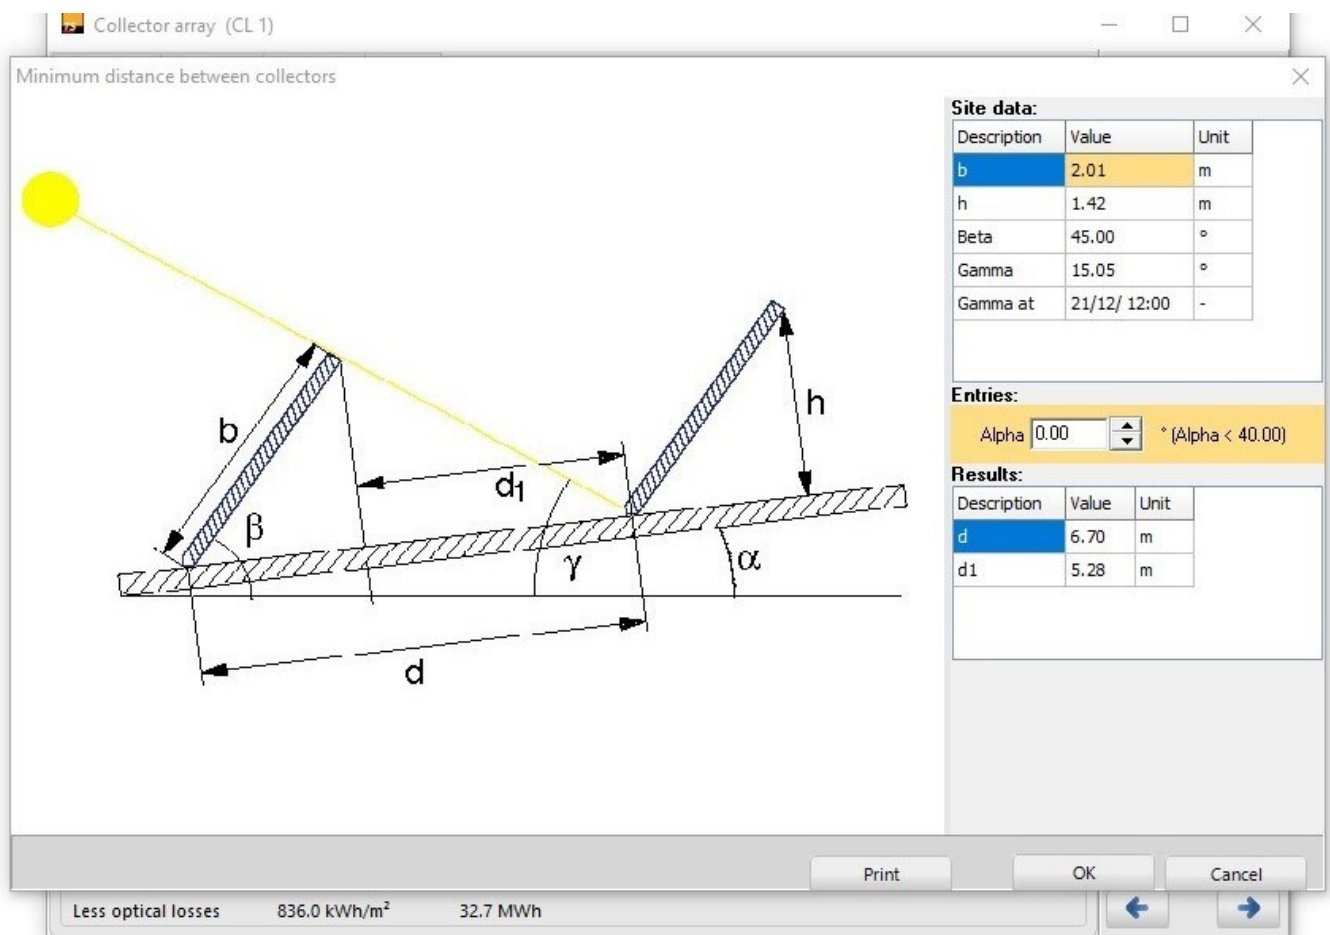 Collector array (CL 1)
Minimum distance between collectors
Site data:
Description Value Unit
b 2.01 m
h 1.42 m
Beta 45.00 °
Gamma 15.05 °
Gamma at 21/12/ 12:00 -
Entries:
Alpha 0.00 ° (Alpha < 40.00)
Results:
Description Value Unit
d 6.70 m
d1 5.28 m
b
h
d1
β
γ
α
d
Print OK Cancel
Less optical losses 836.0 kWh/m² 32.7 MWh